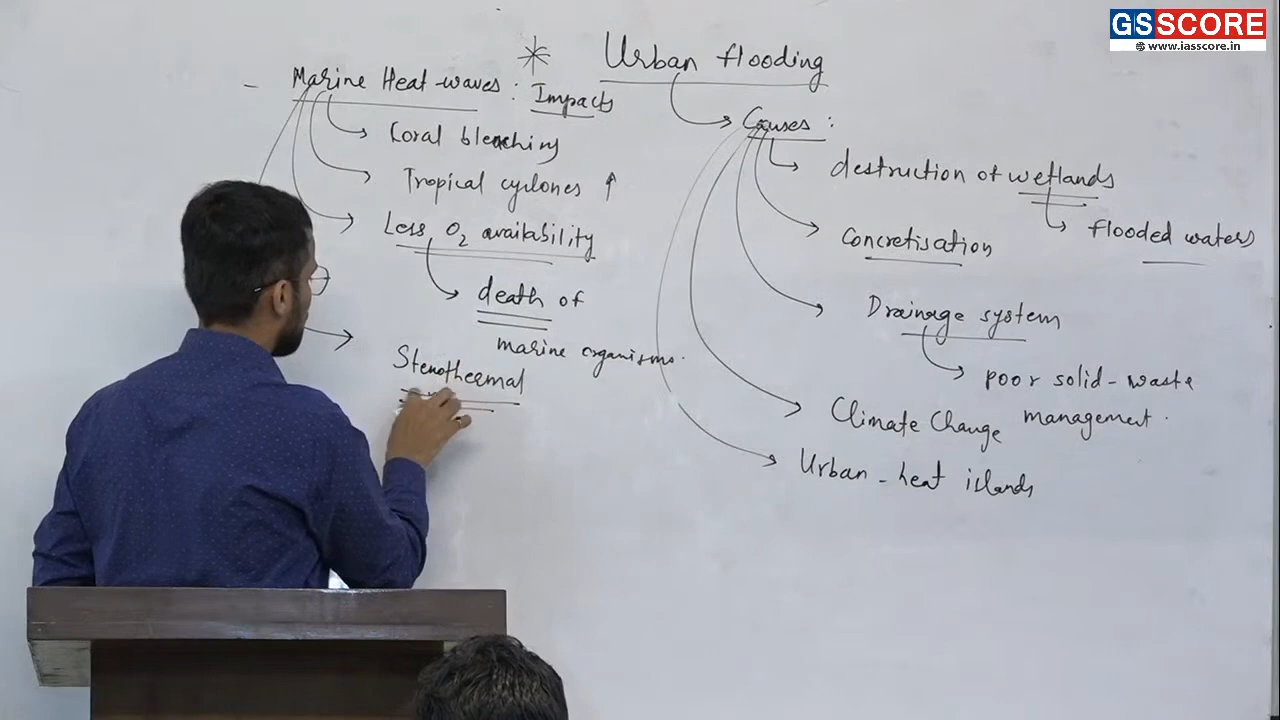 GSSCORE
www.iasscore.in
Marine Heat-waves : Impacts
Coral bleaching
Tropical cyclones ↑
Less O₂ availability
death of
marine organisms.
Stenothermal
Urban flooding
Causes :
destruction of wetlands
flooded waters
Concretisation
Drainage system
poor solid-waste
management.
Climate Change
Urban-heat islands